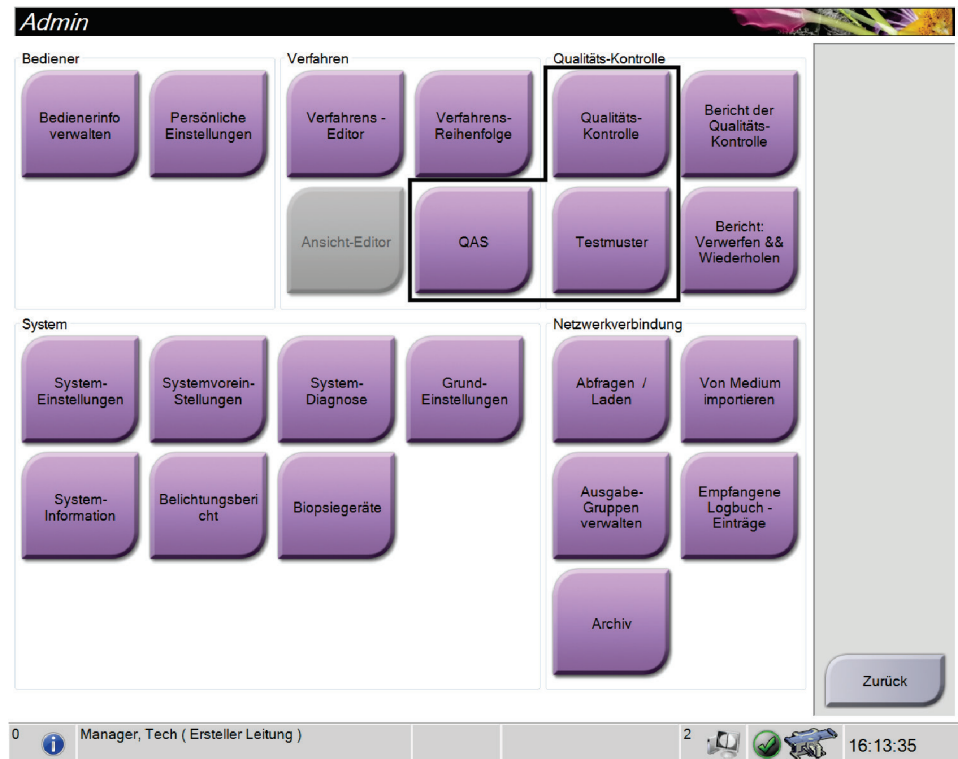 Admin
Bediener
Bedienerinfo
verwalten
Persönliche
Einstellungen
Verfahren
Verfahrens -
Editor
Verfahrens-
Reihenfolge
Ansicht-Editor
QAS
Qualitäts-Kontrolle
Qualitäts-
Kontrolle
Bericht der
Qualitäts-
Kontrolle
Testmuster
Bericht:
Verwerfen &&
Wiederholen
System
System-
Einstellungen
Systemvorein-
Stellungen
System-
Diagnose
Grund-
Einstellungen
System-
Information
Belichtungsberi
cht
Biopsiegeräte
Netzwerkverbindung
Abfragen /
Laden
Von Medium
importieren
Ausgabe-
Gruppen
verwalten
Empfangene
Logbuch -
Einträge
Archiv
Zurück
0
Manager, Tech ( Ersteller Leitung )
2
16:13:35